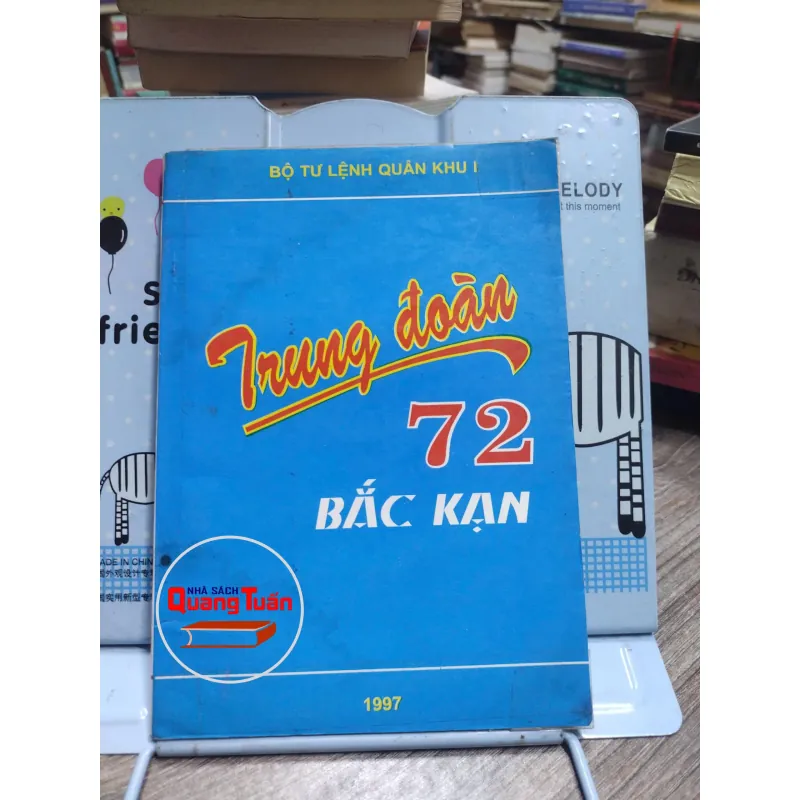 BỘ TƯ LỆNH QUÂN KHU I
Trung đoàn
72
BẮC KẠN
NHÀ SÁCH
Quang Tuấn
1997
ELODY
this moment
S
frie
ADE IN CHIN